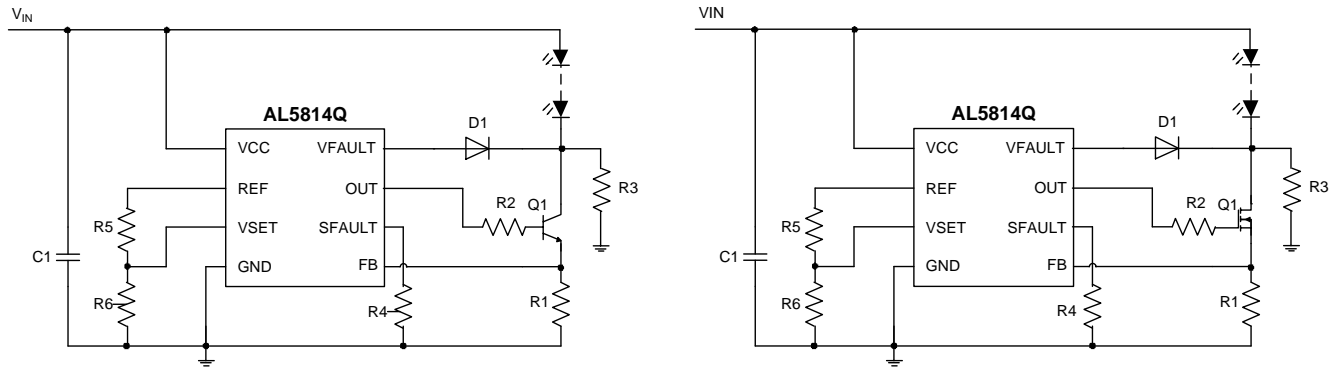 VIN
AL5814Q
D1
VCC
VFAULT
REF
OUT
R2
Q1
R3
R5
VSET
SFAULT
C1
GND
FB
R6
R4
R1
VIN
AL5814Q
D1
VCC
VFAULT
REF
OUT
R2
Q1
R3
R5
VSET
SFAULT
C1
GND
FB
R6
R4
R1